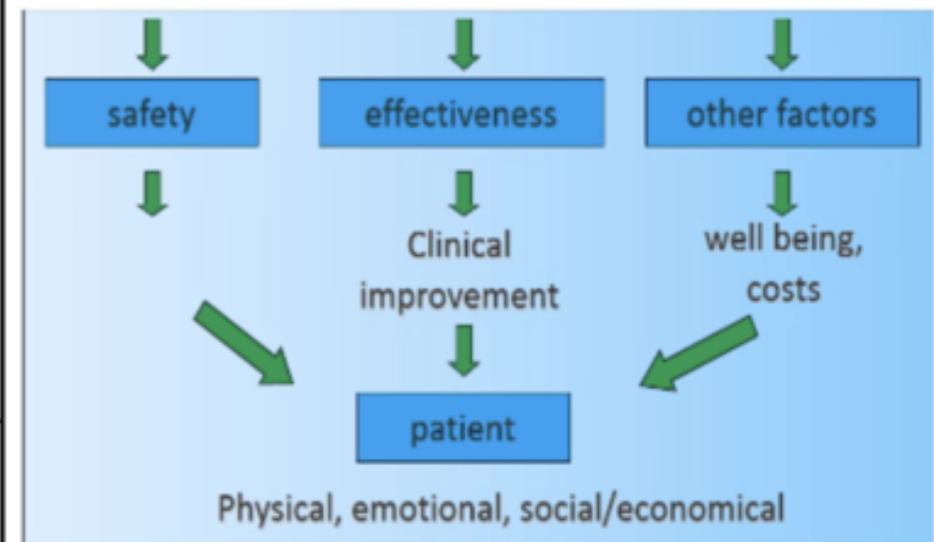 safety
effectiveness
other factors
Clinical
improvement
well being,
costs
patient
Physical, emotional, social/economical